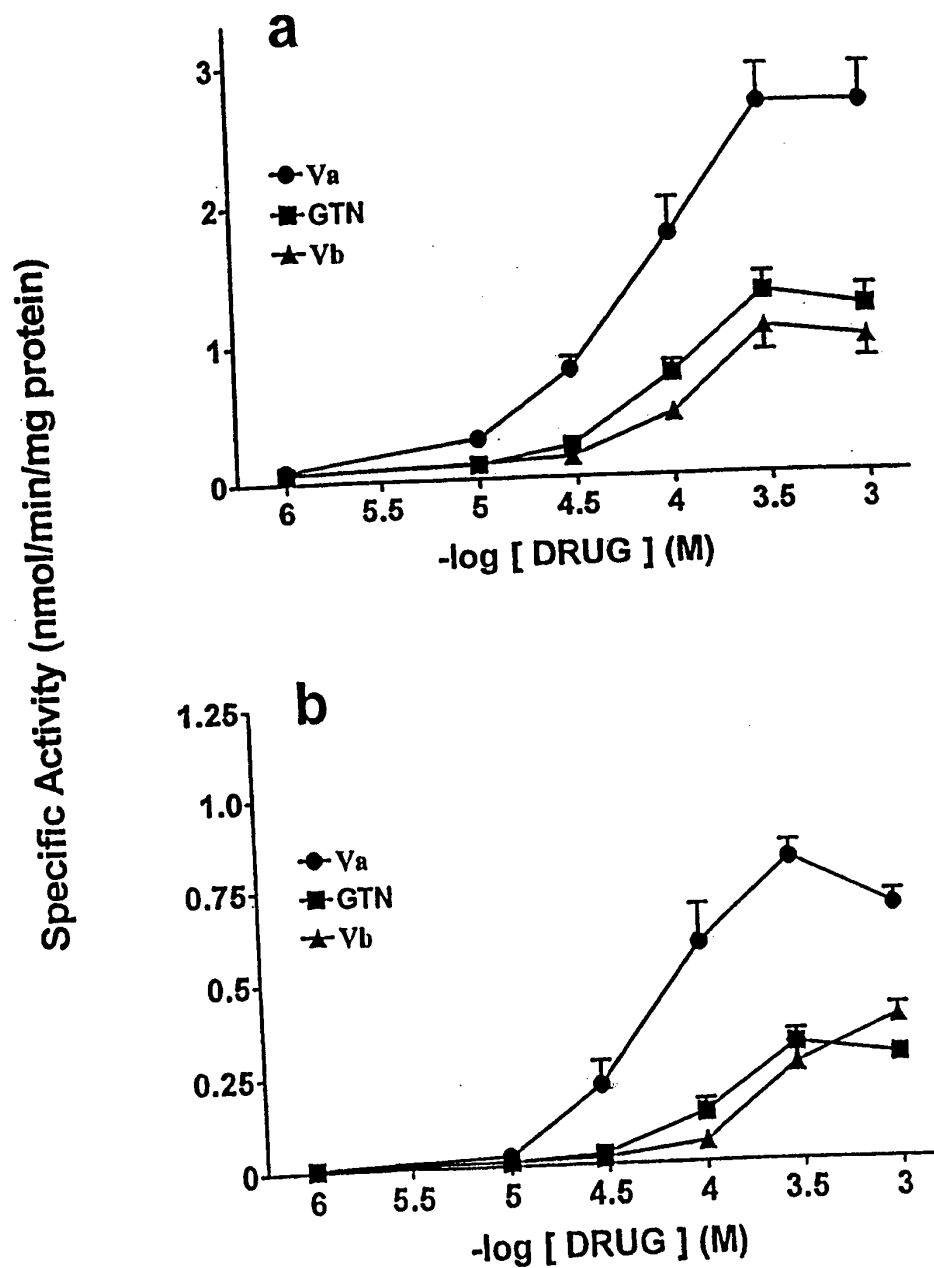 a
3
2
1
0
Va
GTN
Vb
6 5.5 5 4.5 4 3.5 3
-log [ DRUG ] (M)
Specific Activity (nmol/min/mg protein)
b
1.25
1.0
0.75
0.5
0.25
0
Va
GTN
Vb
6 5.5 5 4.5 4 3.5 3
-log [ DRUG ] (M)